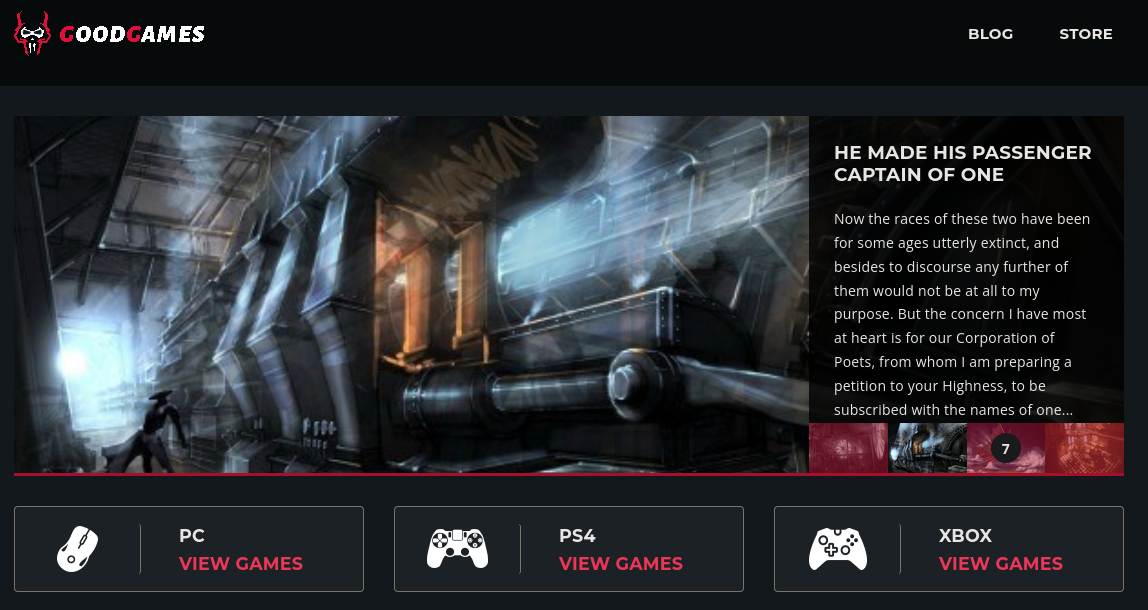 GOODGAMES
BLOG
STORE
HE MADE HIS PASSENGER
CAPTAIN OF ONE
Now the races of these two have been
for some ages utterly extinct, and
besides to discourse any further of
them would not be at all to my
purpose. But the concern I have most
at heart is for our Corporation of
Poets, from whom I am preparing a
petition to your Highness, to be
subscribed with the names of one...
7
PC
VIEW GAMES
PS4
VIEW GAMES
XBOX
VIEW GAMES